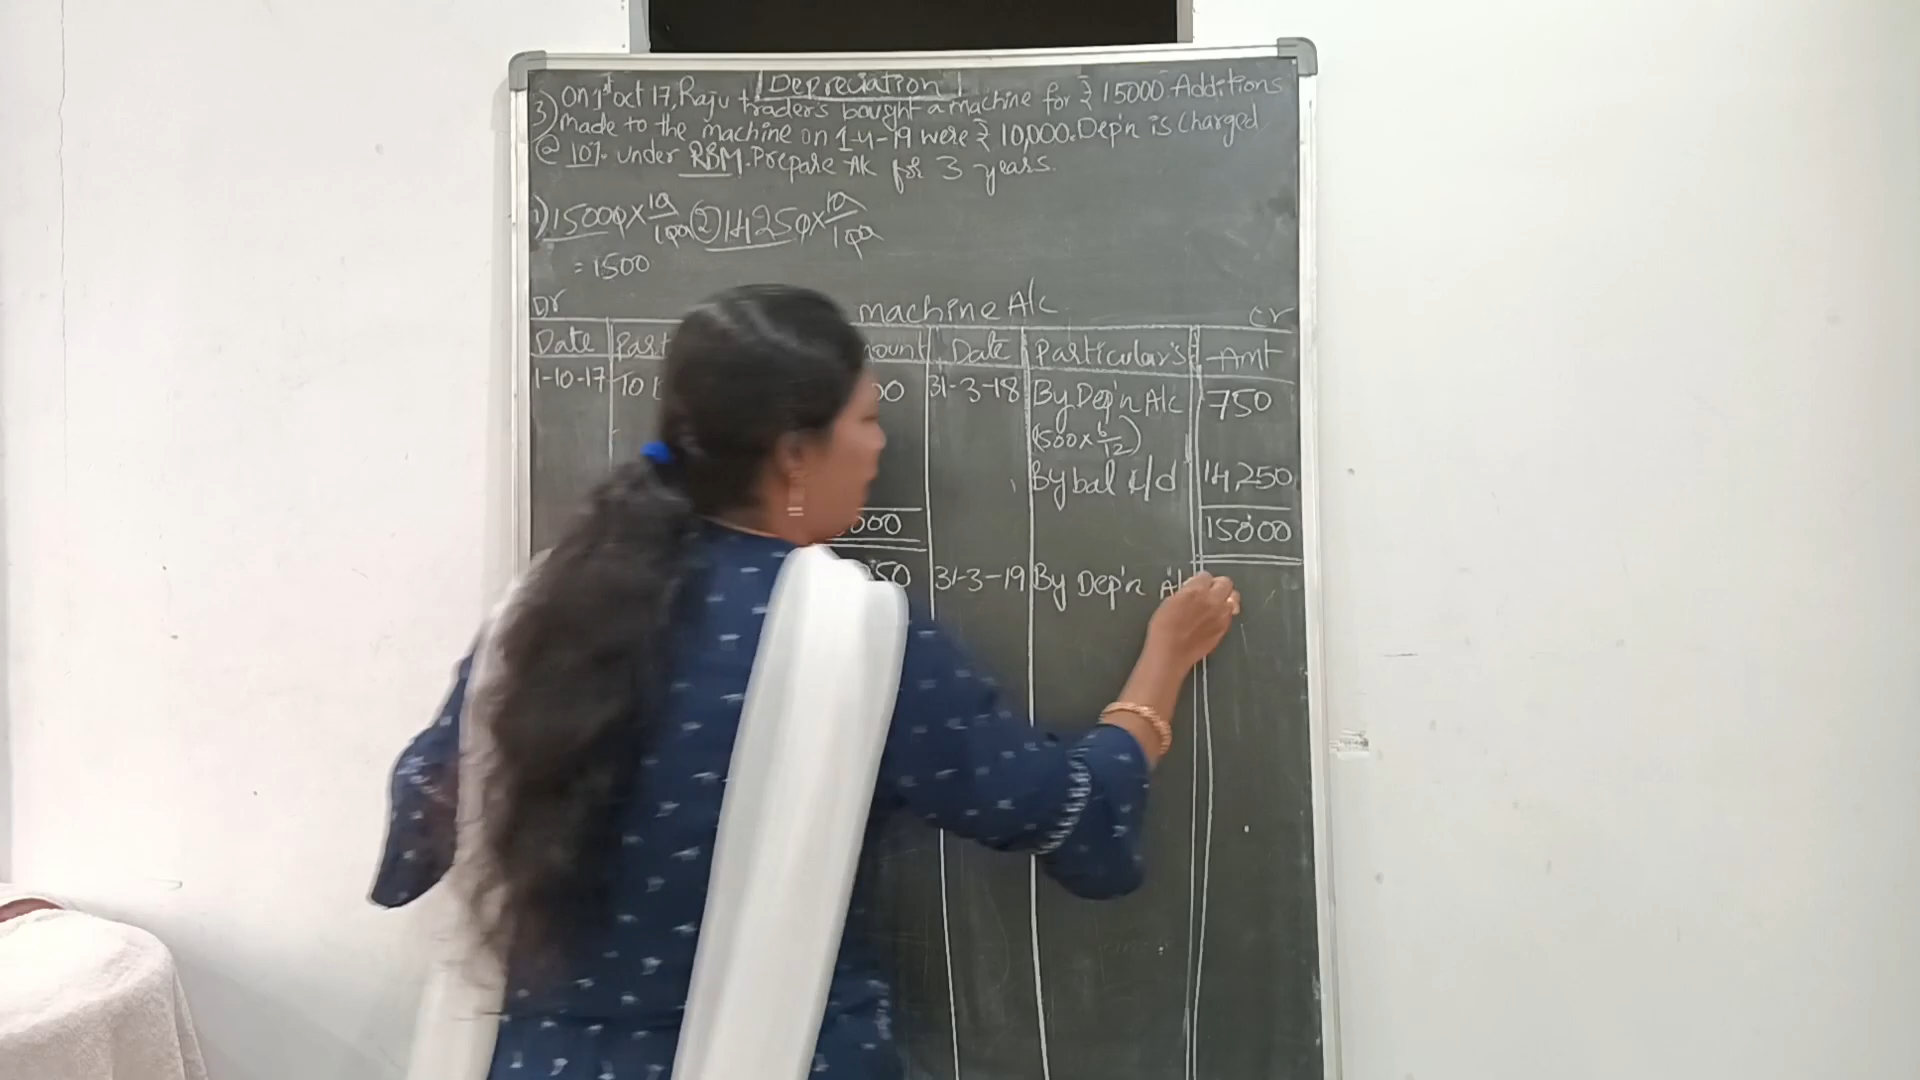 Depreciation
3) On 1st oct 17, Raju traders bought a machine for ₹ 15000 Additions
made to the machine on 1-4-19 were ₹ 10,000. Dep'n is charged
@ 10% under RBM. Prepare A/c for 3 years.
1) 15000 x 10/100 2) 14250 x 10/100
= 1500
Dr machine A/c cr
Date Amount Date Particular's Amt
1-10-17 To 31-3-18 By Dep'n A/c 750
(1500 x 6/12)
By bal c/d 14,250
15000
31-3-19 By Dep'n A/c